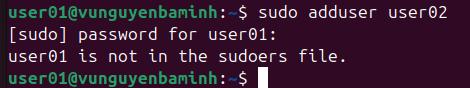 user01@vunguyenbaminh:~$ sudo adduser user02
[sudo] password for user01:
user01 is not in the sudoers file.
user01@vunguyenbaminh:~$